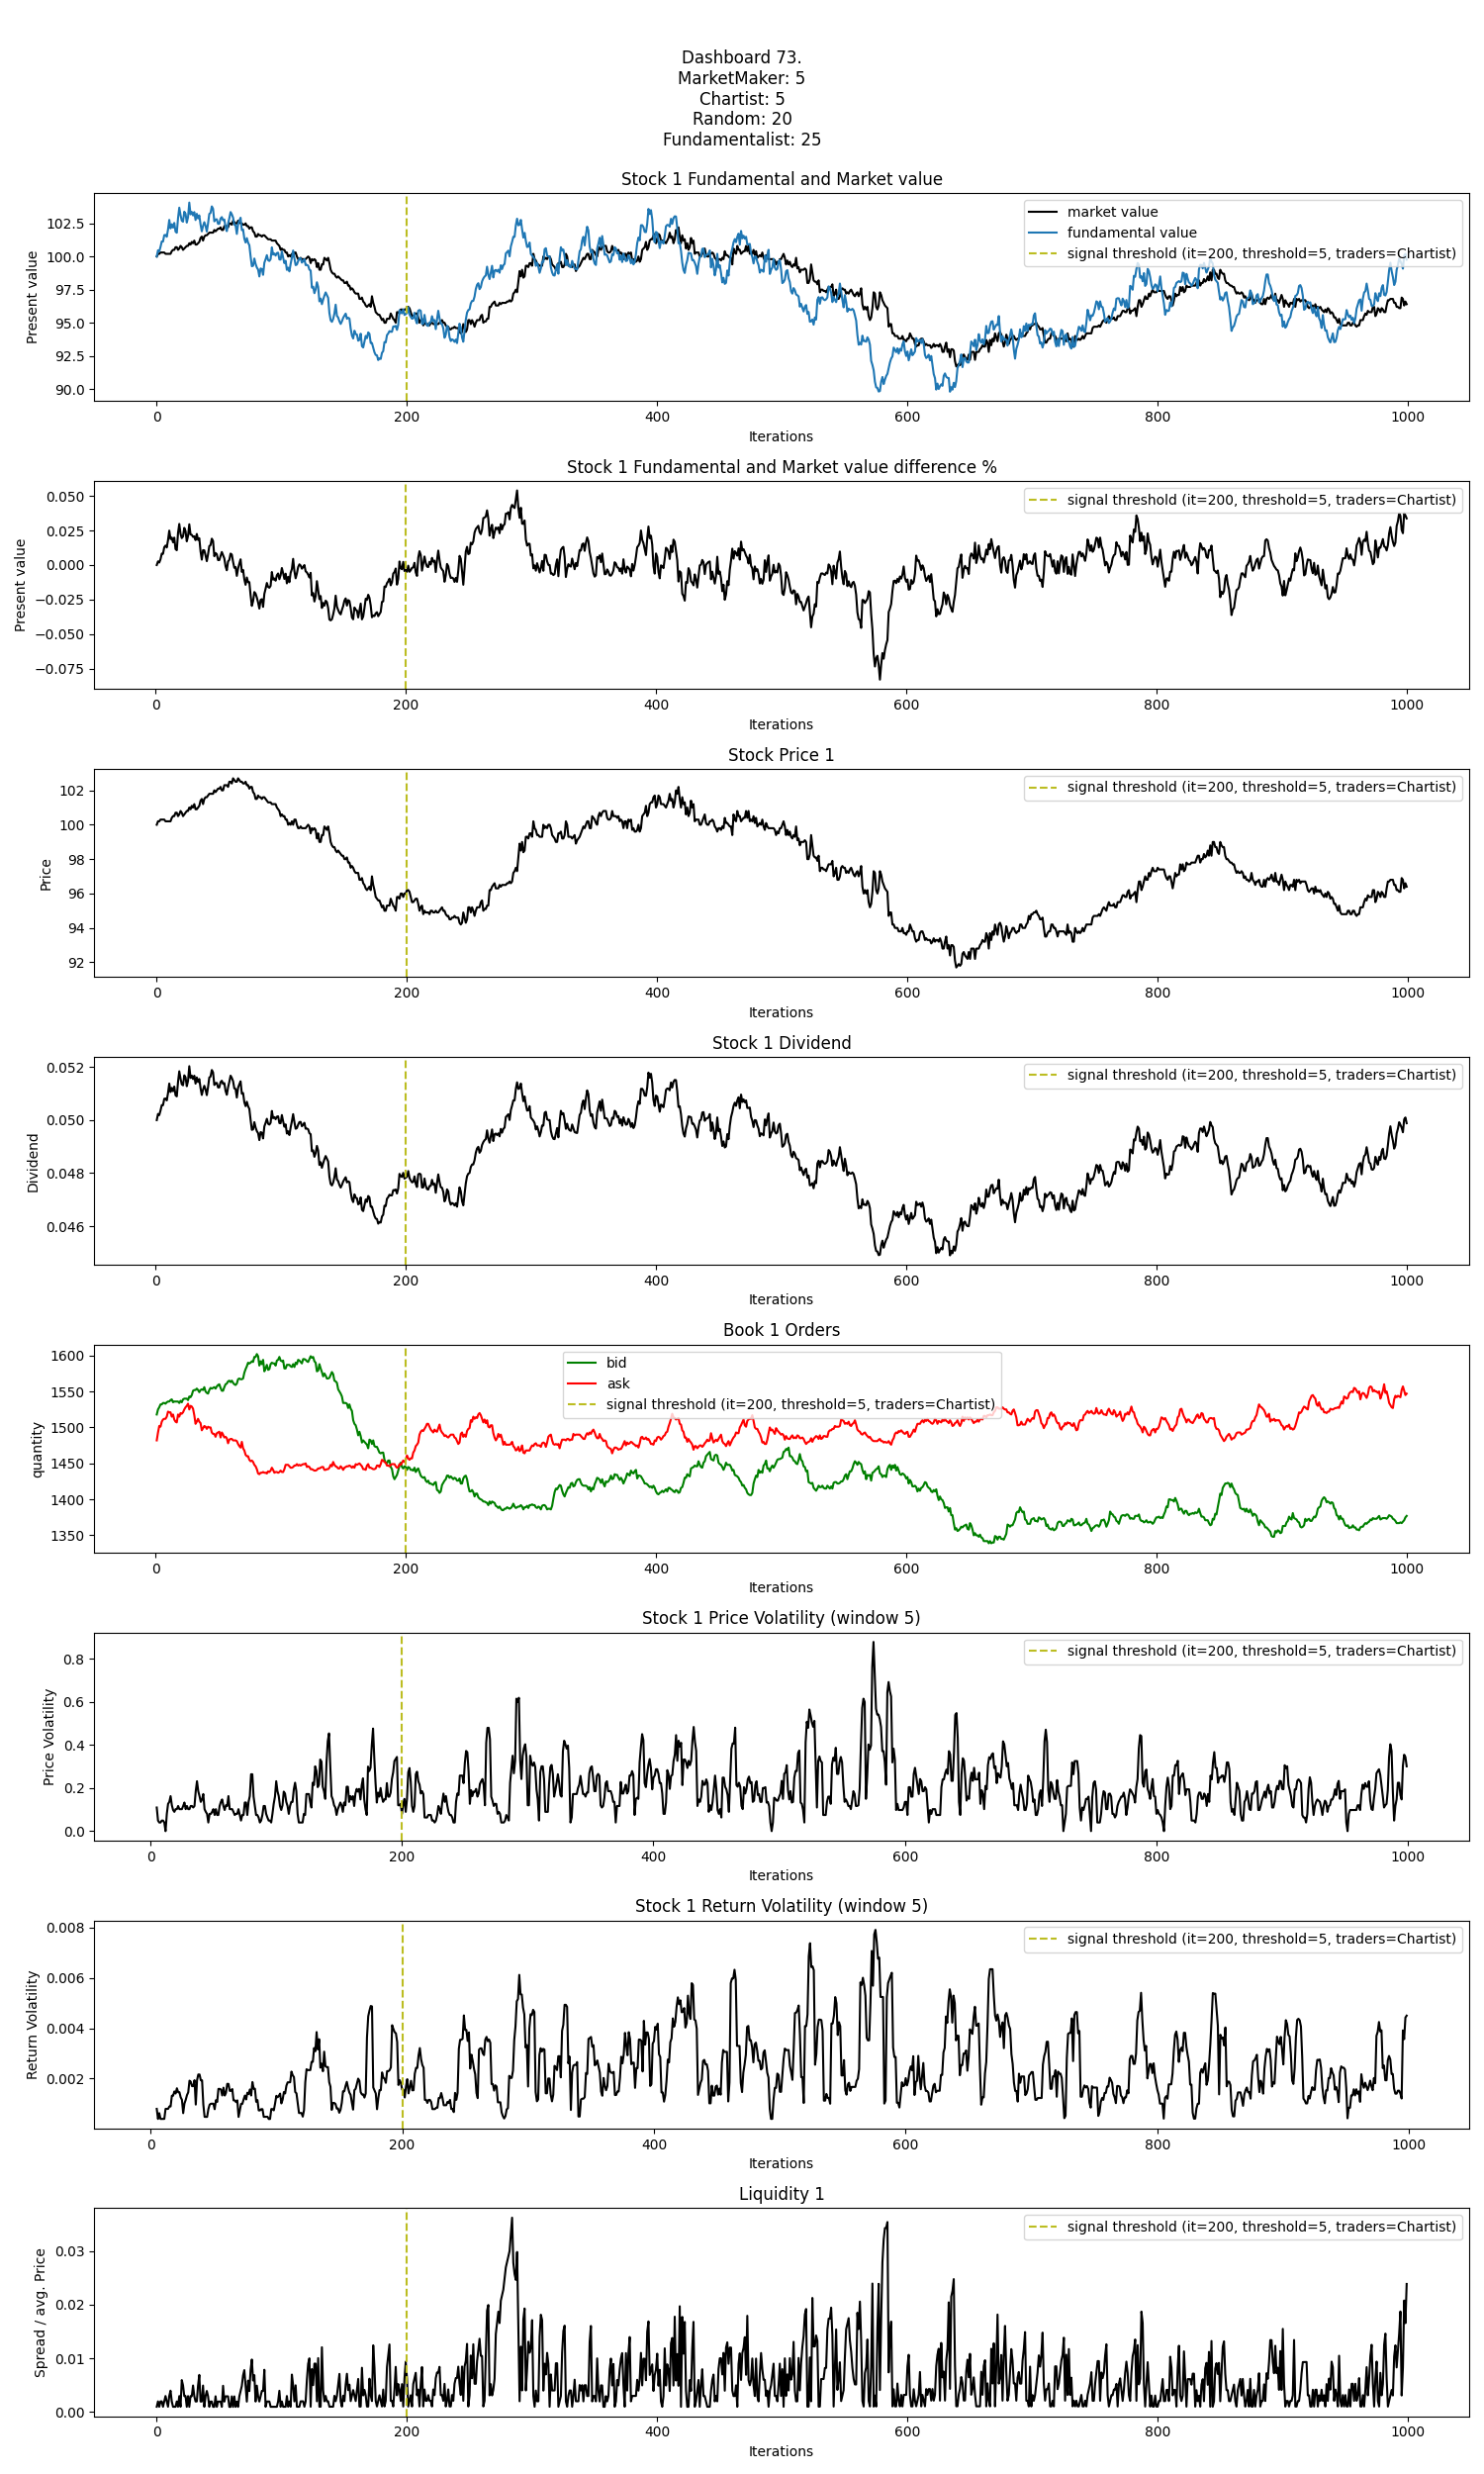 Dashboard 73.
MarketMaker: 5
Chartist: 5
Random: 20
Fundamentalist: 25
Stock 1 Fundamental and Market value
market value
fundamental value
signal threshold (it=200, threshold=5, traders=Chartist)
Present value
102.5
100.0
97.5
95.0
92.5
90.0
0 200 400 600 800 1000
Iterations
Stock 1 Fundamental and Market value difference %
signal threshold (it=200, threshold=5, traders=Chartist)
Present value
0.050
0.025
0.000
−0.025
−0.050
−0.075
0 200 400 600 800 1000
Iterations
Stock Price 1
signal threshold (it=200, threshold=5, traders=Chartist)
Price
102
100
98
96
94
92
0 200 400 600 800 1000
Iterations
Stock 1 Dividend
signal threshold (it=200, threshold=5, traders=Chartist)
Dividend
0.052
0.050
0.048
0.046
0 200 400 600 800 1000
Iterations
Book 1 Orders
bid
ask
signal threshold (it=200, threshold=5, traders=Chartist)
quantity
1600
1550
1500
1450
1400
1350
0 200 400 600 800 1000
Iterations
Stock 1 Price Volatility (window 5)
signal threshold (it=200, threshold=5, traders=Chartist)
Price Volatility
0.8
0.6
0.4
0.2
0.0
0 200 400 600 800 1000
Iterations
Stock 1 Return Volatility (window 5)
signal threshold (it=200, threshold=5, traders=Chartist)
Return Volatility
0.008
0.006
0.004
0.002
0 200 400 600 800 1000
Iterations
Liquidity 1
signal threshold (it=200, threshold=5, traders=Chartist)
Spread / avg. Price
0.03
0.02
0.01
0.00
0 200 400 600 800 1000
Iterations